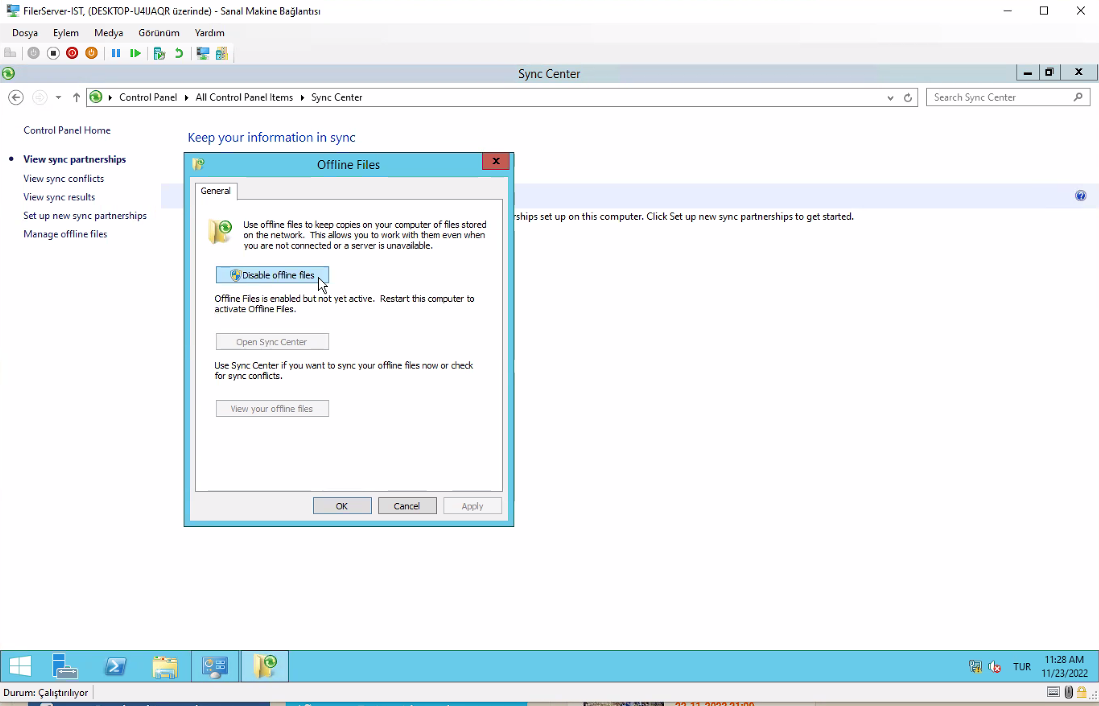 FilerServer-IST, (DESKTOP-U4UAQR üzerinde) - Sanal Makine Bağlantısı
Dosya Eylem Medya Görünüm Yardım
Sync Center
Control Panel All Control Panel Items Sync Center
Search Sync Center
Control Panel Home
View sync partnerships
View sync conflicts
View sync results
Set up new sync partnerships
Manage offline files
Keep your information in sync
set up on this computer. Click Set up new sync partnerships to get started.
Offline Files
General
Use offline files to keep copies on your computer of files stored
on the network. This allows you to work with them even when
you are not connected or a server is unavailable.
Disable offline files
Offline Files is enabled but not yet active. Restart this computer to
activate Offline Files.
Open Sync Center
Use Sync Center if you want to sync your offline files now or check
for sync conflicts.
View your offline files
OK Cancel Apply
TUR
11:28 AM
11/23/2022
Durum: Çalıştırılıyor